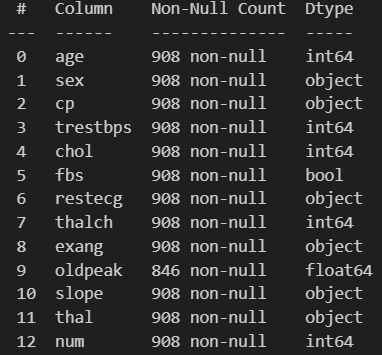 #   Column    Non-Null Count  Dtype
---  ------    --------------  -----
0   age       908 non-null    int64
1   sex       908 non-null    object
2   cp        908 non-null    object
3   trestbps  908 non-null    int64
4   chol      908 non-null    int64
5   fbs       908 non-null    bool
6   restecg   908 non-null    object
7   thalch    908 non-null    int64
8   exang     908 non-null    object
9   oldpeak   846 non-null    float64
10  slope     908 non-null    object
11  thal      908 non-null    object
12  num       908 non-null    int64